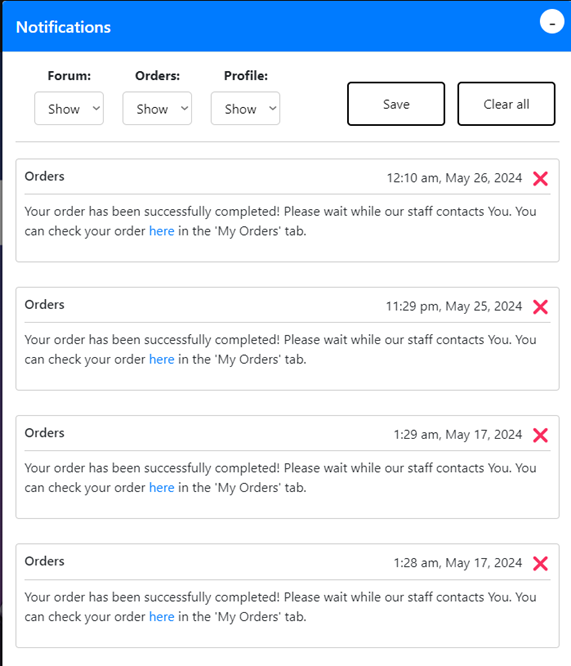 Notifications
-
Forum: Orders: Profile:
Show Show Show Save Clear all
Orders 12:10 am, May 26, 2024
Your order has been successfully completed! Please wait while our staff contacts You. You
can check your order here in the 'My Orders' tab.
Orders 11:29 pm, May 25, 2024
Your order has been successfully completed! Please wait while our staff contacts You. You
can check your order here in the 'My Orders' tab.
Orders 1:29 am, May 17, 2024
Your order has been successfully completed! Please wait while our staff contacts You. You
can check your order here in the 'My Orders' tab.
Orders 1:28 am, May 17, 2024
Your order has been successfully completed! Please wait while our staff contacts You. You
can check your order here in the 'My Orders' tab.